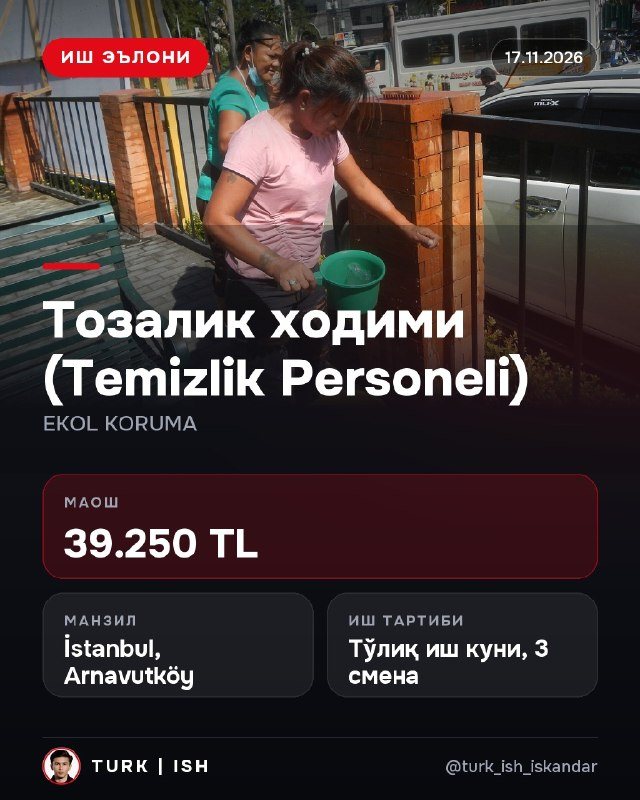 ИШ ЭЪЛОНИ
17.11.2026
Тозалик ходими
(Temizlik Personeli)
EKOL KORUMA
МАОШ
39.250 TL
МАНЗИЛ
İstanbul,
Arnavutköy
ИШ ТАРТИБИ
Тўлиқ иш куни, 3
смена
TURK | ISH
@turk_ish_iskandar